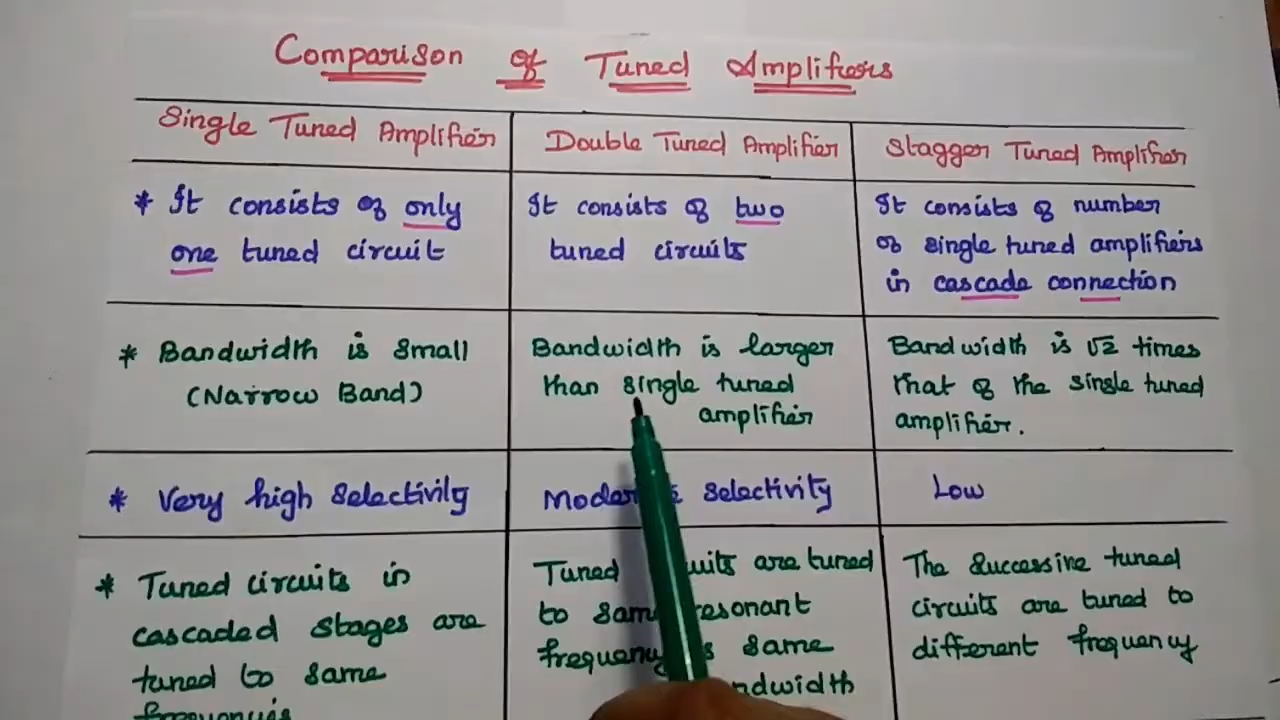 Comparison of Tuned Amplifiers
Single Tuned Amplifier
Double Tuned Amplifier
Stagger Tuned Amplifier
* It consists of only
one tuned circuit
It consists of two
tuned circuits
It consists of number
of single tuned amplifiers
in cascade connection
* Bandwidth is small
(Narrow Band)
Bandwidth is larger
than single tuned
amplifier
Bandwidth is √2 times
that of the single tuned
amplifier.
* Very high selectivity
selectivity
Low
* Tuned circuits in
cascaded stages are
tuned to same
Tuned are tuned
to same resonant
frequency same
The successive tuned
circuits are tuned to
different frequency